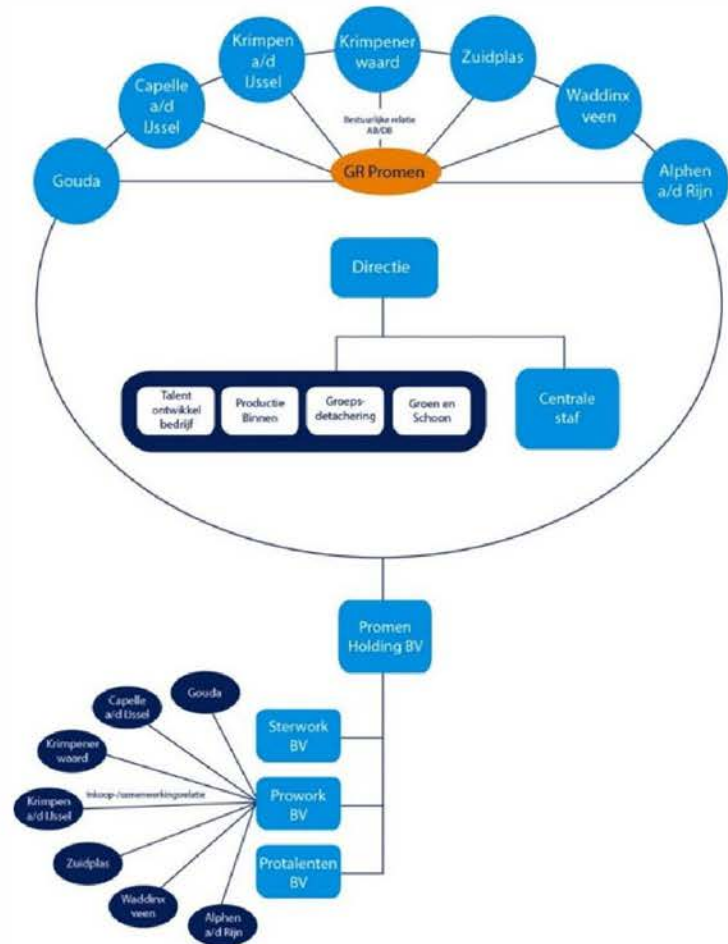 Krimpen
a/d
IJssel
Krimpener
waard
Zuidplas
Capelle
a/d
IJssel
Waddinx
veen
Bestuurlijke relatie
AB/DB
Gouda
GR Promen
Alphen
a/d Rijn
Directie
Talent
ontwikkel
bedrijf
Productie
Binnen
Groeps-
detachering
Groen en
Schoon
Centrale
staf
Promen
Holding BV
Gouda
Capelle
a/d IJssel
Krimpener
waard
Inkoop-/samenwerkingsrelatie
Krimpen
a/d IJssel
Zuidplas
Waddinx
veen
Alphen
a/d Rijn
Sterwork
BV
Prowork
BV
Protalenten
BV